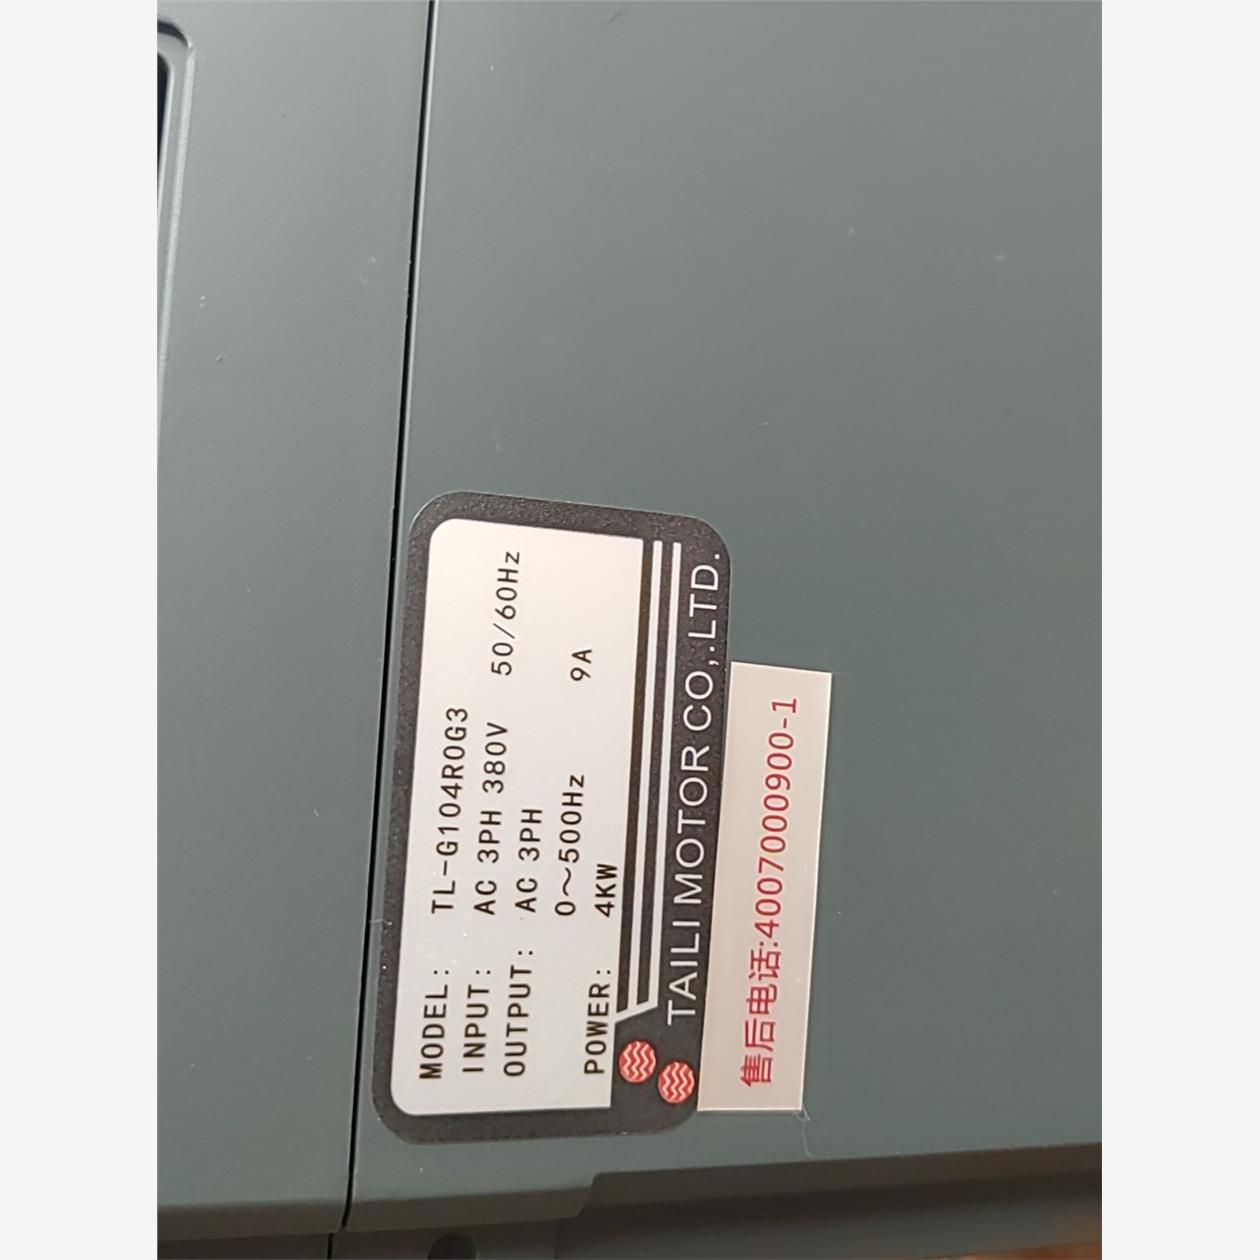 MODEL: TL-G104R0G3
INPUT: AC 3PH 380V 50/60Hz
OUTPUT: AC 3PH
0～500Hz 9A
POWER: 4KW
TAILI MOTOR CO,.LTD.
售后电话:4007000900-1